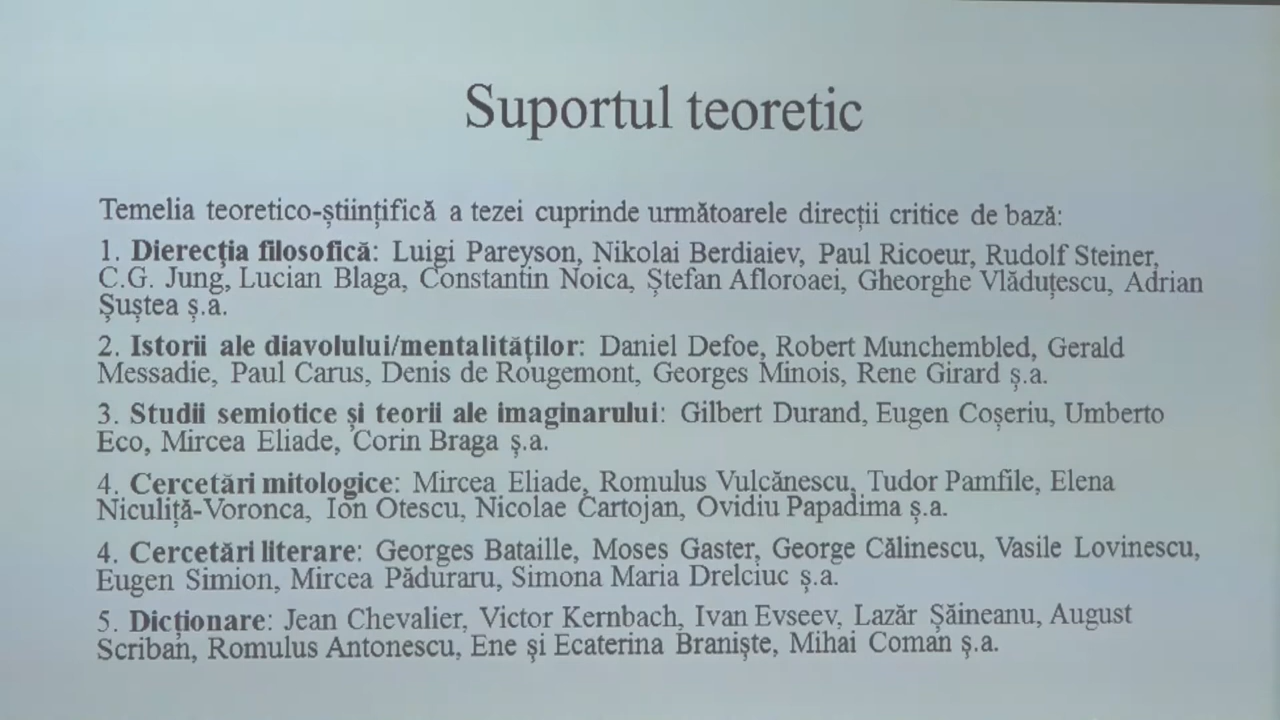 Suportul teoretic
Temelia teoretico-științifică a tezei cuprinde următoarele direcții critice de bază:
1. Dierecția filosofică: Luigi Pareyson, Nikolai Berdiaiev, Paul Ricoeur, Rudolf Steiner,
C.G. Jung, Lucian Blaga, Constantin Noica, Ștefan Afloroaei, Gheorghe Vlăduțescu, Adrian
Șuștea ș.a.
2. Istorii ale diavolului/mentalităților: Daniel Defoe, Robert Munchembled, Gerald
Messadie, Paul Carus, Denis de Rougemont, Georges Minois, Rene Girard ș.a.
3. Studii semiotice și teorii ale imaginarului: Gilbert Durand, Eugen Coșeriu, Umberto
Eco, Mircea Eliade, Corin Braga ș.a.
4. Cercetări mitologice: Mircea Eliade, Romulus Vulcănescu, Tudor Pamfile, Elena
Niculiță-Voronca, Ion Otescu, Nicolae Cartojan, Ovidiu Papadima ș.a.
4. Cercetări literare: Georges Bataille, Moses Gaster, George Călinescu, Vasile Lovinescu,
Eugen Simion, Mircea Păduraru, Simona Maria Drelciuc ș.a.
5. Dicționare: Jean Chevalier, Victor Kernbach, Ivan Evseev, Lazăr Șăineanu, August
Scriban, Romulus Antonescu, Ene și Ecaterina Braniște, Mihai Coman ș.a.